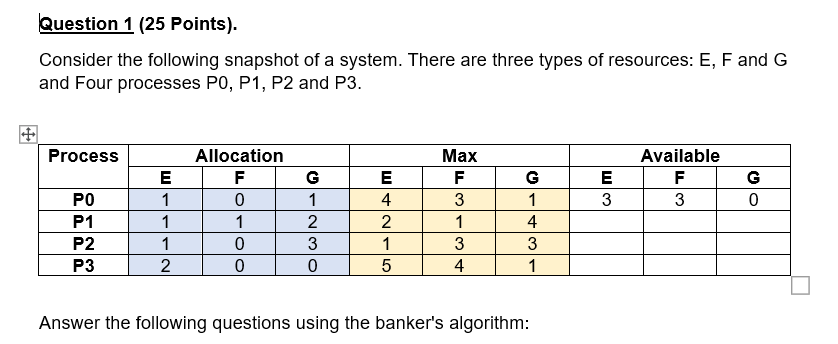 Question 1 (25 Points).
Consider the following snapshot of a system. There are three types of resources: E, F and G
and Four processes P0, P1, P2 and P3.
Process Allocation Max Available
E F G E F G E F G
P0 1 0 1 4 3 1 3 3 0
P1 1 1 2 2 1 4
P2 1 0 3 1 3 3
P3 2 0 0 5 4 1
Answer the following questions using the banker's algorithm: